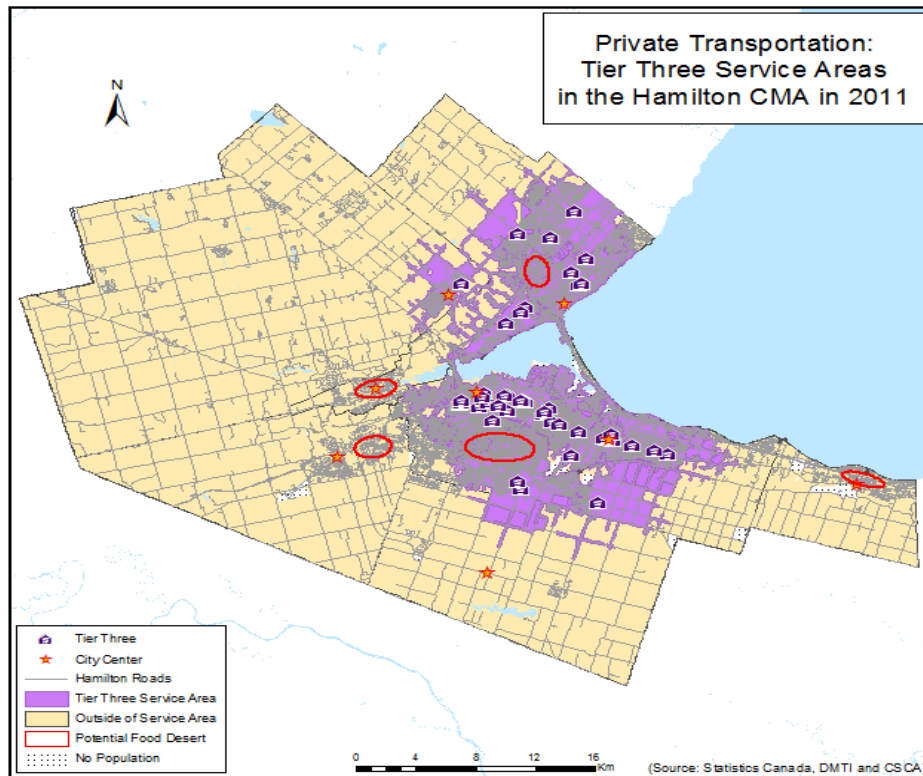 Private Transportation:
Tier Three Service Areas
in the Hamilton CMA in 2011
N
Tier Three
City Center
Hamilton Roads
Tier Three Service Area
Outside of Service Area
Potential Food Desert
No Population
0 2 4 8 12 16
Km
(Source: Statistics Canada, DMTI and CSCA